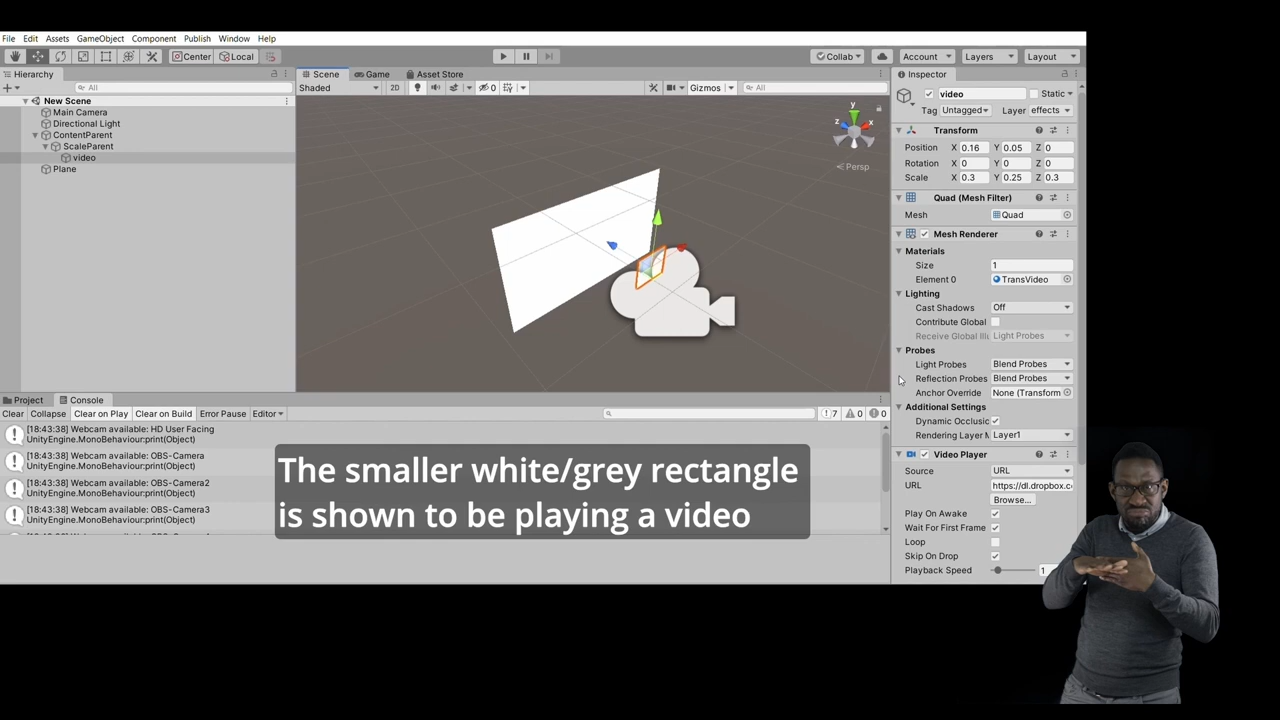 File Edit Assets GameObject Component Publish Window Help
Center Local Collab Account Layers Layout
Hierarchy
All
New Scene
Main Camera
Directional Light
ContentParent
ScaleParent
video
Plane
Scene Game Asset Store
Shaded 2D 0 Gizmos All
y
z x
Persp
Inspector
video Static
Tag Untagged Layer effects
Transform
Position X 0.16 Y 0.05 Z 0
Rotation X 0 Y 0 Z 0
Scale X 0.3 Y 0.25 Z 0.3
Quad (Mesh Filter)
Mesh Quad
Mesh Renderer
Materials
Size 1
Element 0 TransVideo
Lighting
Cast Shadows Off
Contribute Global
Receive Global Illu Light Probes
Probes
Light Probes Blend Probes
Reflection Probes Blend Probes
Anchor Override None (Transform
Additional Settings
Dynamic Occlusic
Rendering Layer M Layer1
Video Player
Source URL
URL https://dl.dropbox.c
Browse...
Play On Awake
Wait For First Frame
Loop
Skip On Drop
Playback Speed 1
Project Console
Clear Collapse Clear on Play Clear on Build Error Pause Editor 7 0 0
[18:43:38] Webcam available: HD User Facing
UnityEngine.MonoBehaviour:print(Object)
[18:43:38] Webcam available: OBS-Camera
UnityEngine.MonoBehaviour:print(Object)
[18:43:38] Webcam available: OBS-Camera2
UnityEngine.MonoBehaviour:print(Object)
[18:43:38] Webcam available: OBS-Camera3
UnityEngine.MonoBehaviour:print(Object)
The smaller white/grey rectangle
is shown to be playing a video